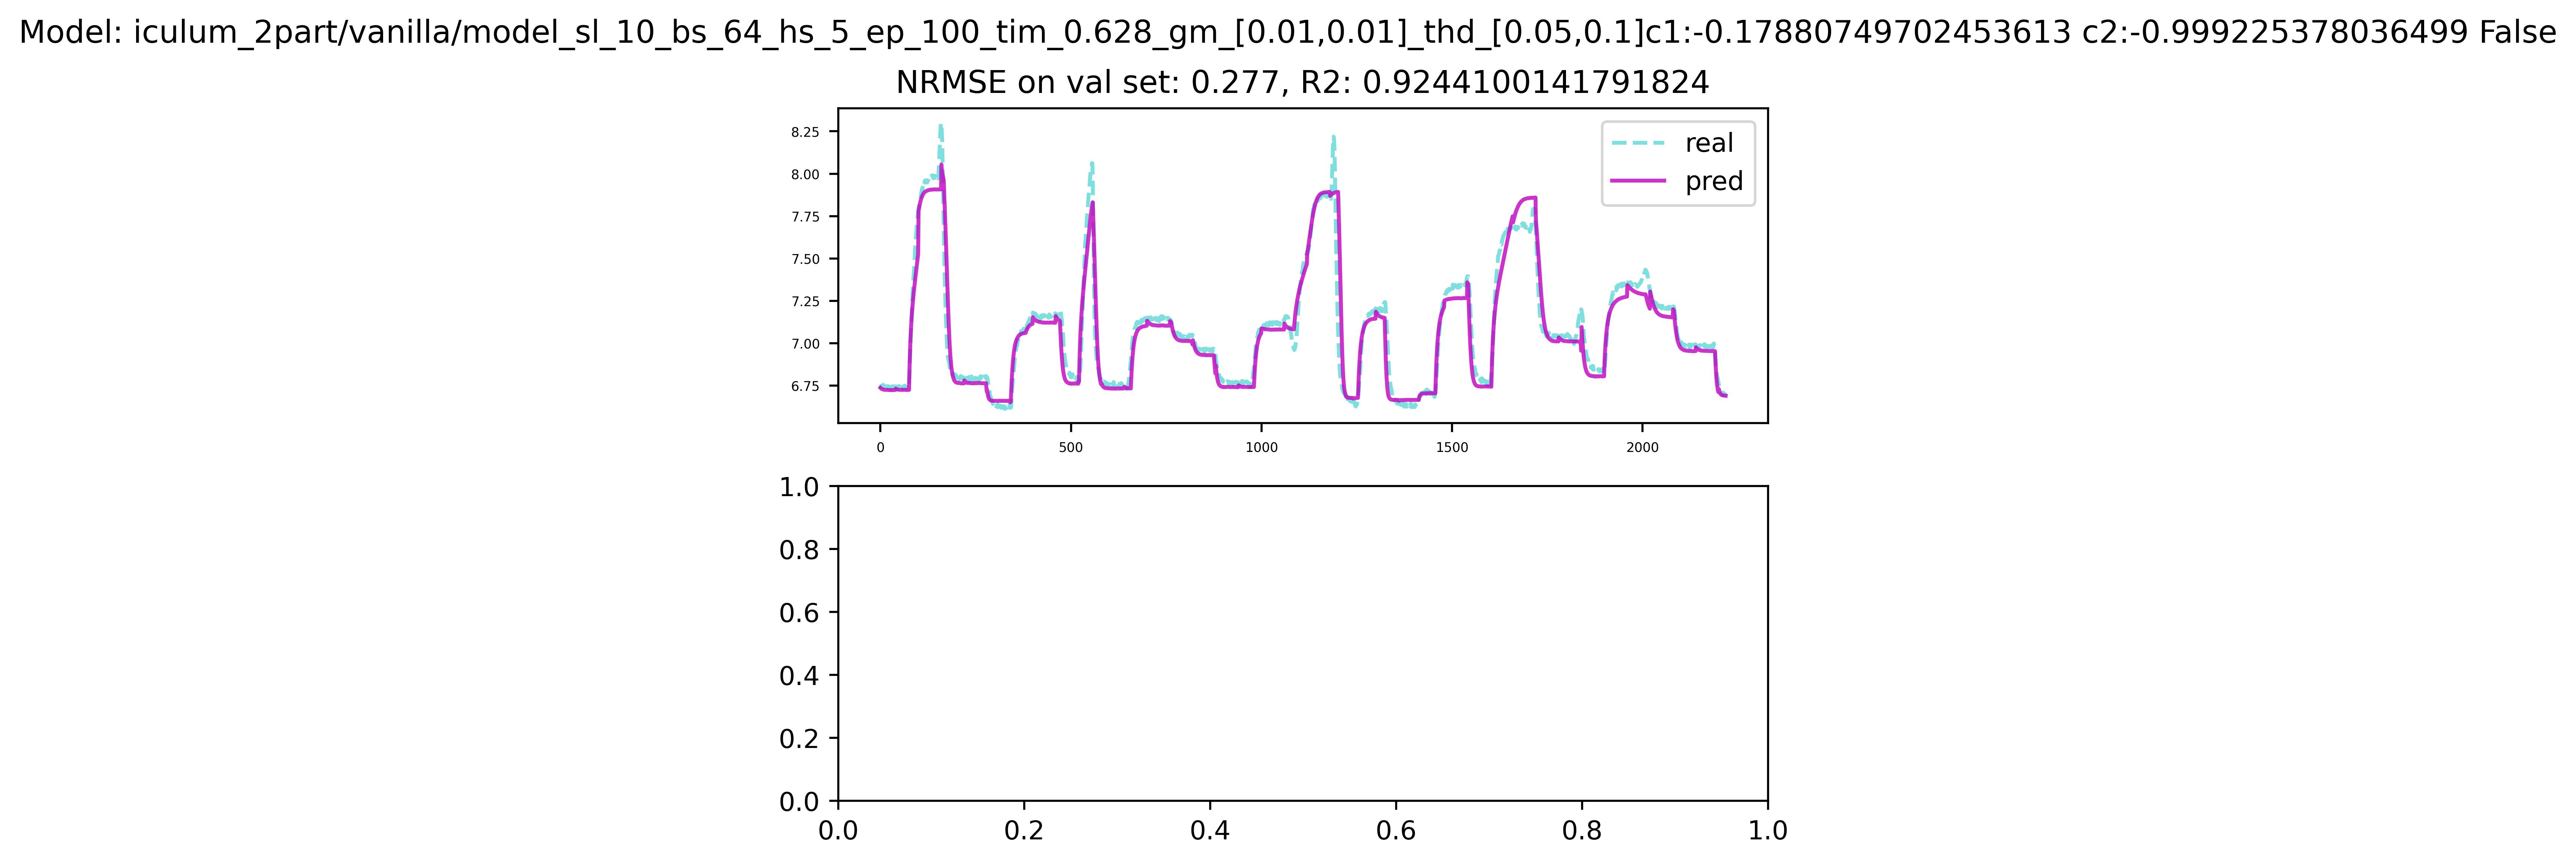 Model: iculum_2part/vanilla/model_sl_10_bs_64_hs_5_ep_100_tim_0.628_gm_[0.01,0.01]_thd_[0.05,0.1]c1:-0.17880749702453613 c2:-0.999225378036499 False
NRMSE on val set: 0.277, R2: 0.9244100141791824
8.25
8.00
7.75
7.50
7.25
7.00
6.75
real
pred
0 500 1000 1500 2000
1.0
0.8
0.6
0.4
0.2
0.0
0.0 0.2 0.4 0.6 0.8 1.0